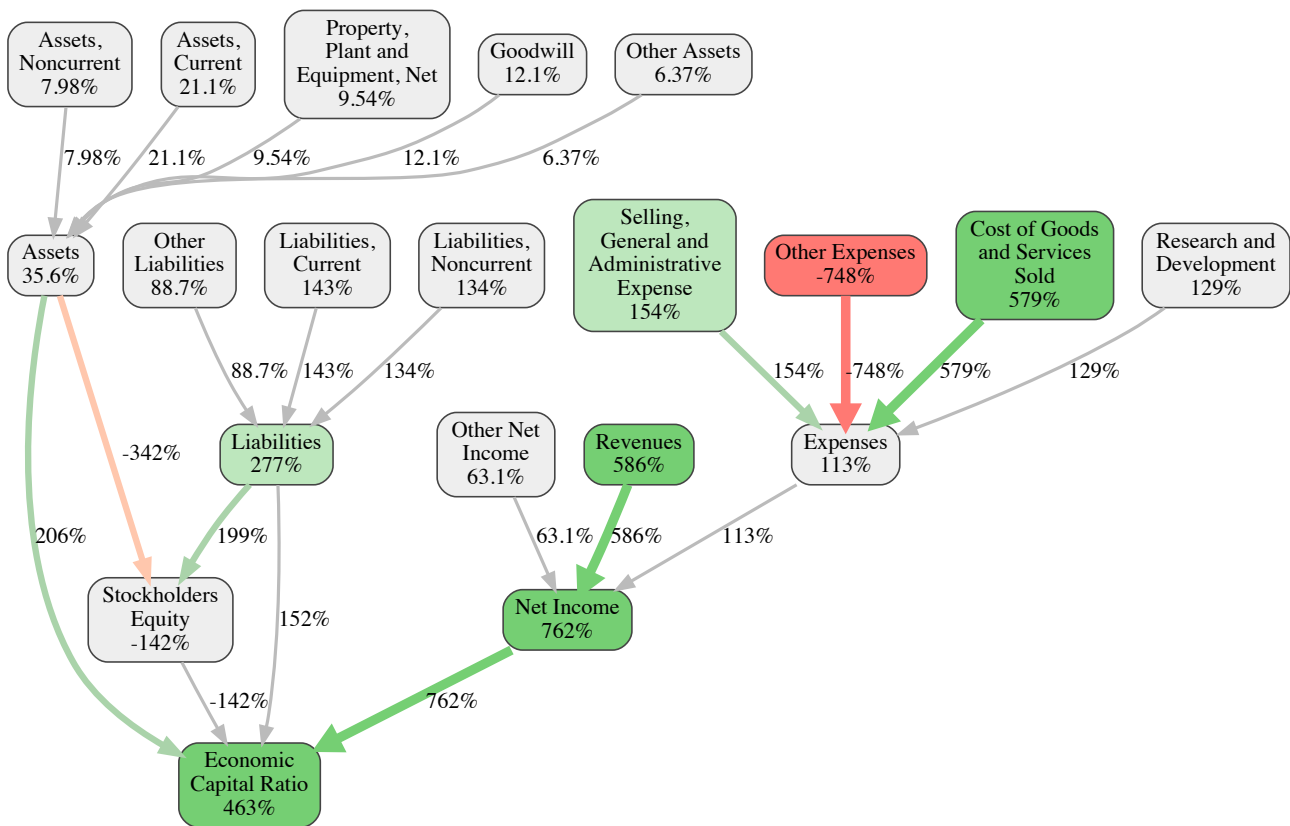 Assets,
Noncurrent
7.98%
Assets,
Current
21.1%
Property,
Plant and
Equipment, Net
9.54%
Goodwill
12.1%
Other Assets
6.37%
7.98%
21.1%
9.54%
12.1%
6.37%
Assets
35.6%
Other
Liabilities
88.7%
Liabilities,
Current
143%
Liabilities,
Noncurrent
134%
Selling,
General and
Administrative
Expense
154%
Other Expenses
-748%
Cost of Goods
and Services
Sold
579%
Research and
Development
129%
88.7%
143%
134%
154%
-748%
579%
129%
-342%
Liabilities
277%
Other Net
Income
63.1%
Revenues
586%
Expenses
113%
206%
199%
63.1%
586%
113%
Stockholders
Equity
-142%
152%
Net Income
762%
-142%
762%
Economic
Capital Ratio
463%